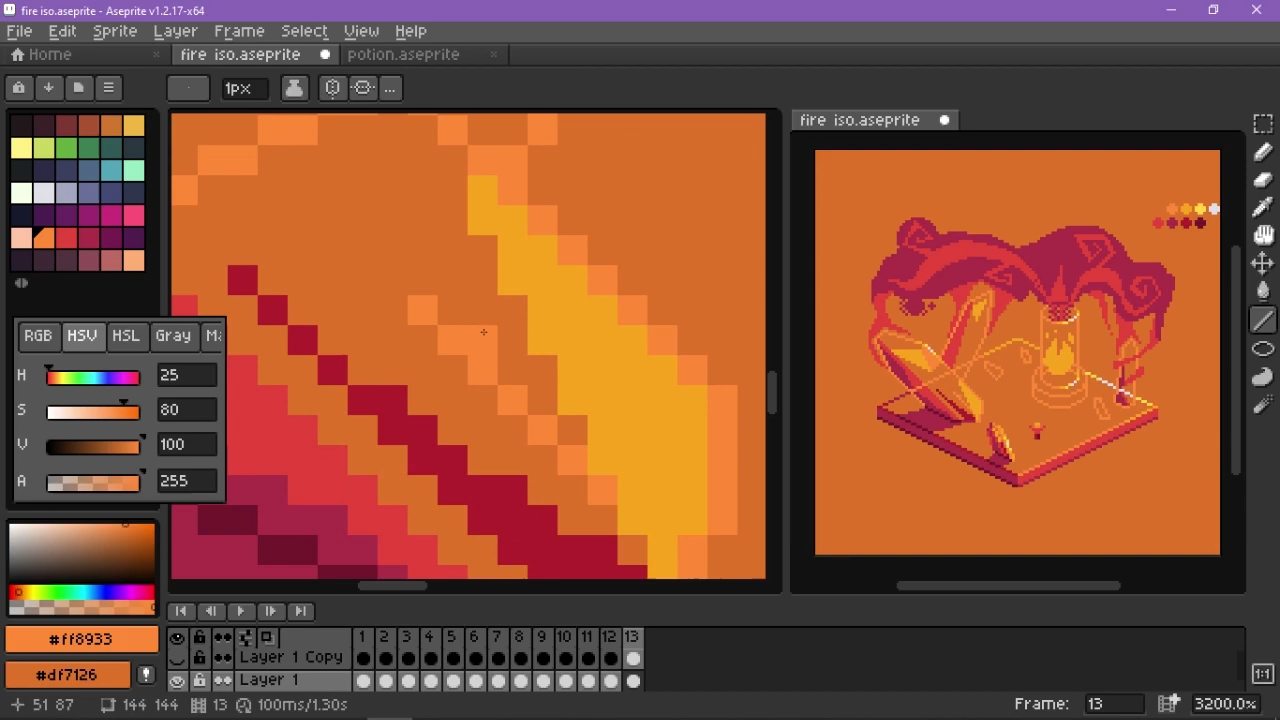 fire iso.aseprite - Aseprite v1.2.17-x64
File Edit Sprite Layer Frame Select View Help
Home × fire iso.aseprite potion.aseprite ×
1px ...
fire iso.aseprite
RGB HSV HSL Gray
H 25
S 80
V 100
A 255
#ff8933
#df7126
1 2 3 4 5 6 7 8 9 10 11 12 13
Layer 1 Copy
Layer 1
1:1
51 87 144 144 13 100ms/1.30s Frame: 13 3200.0%